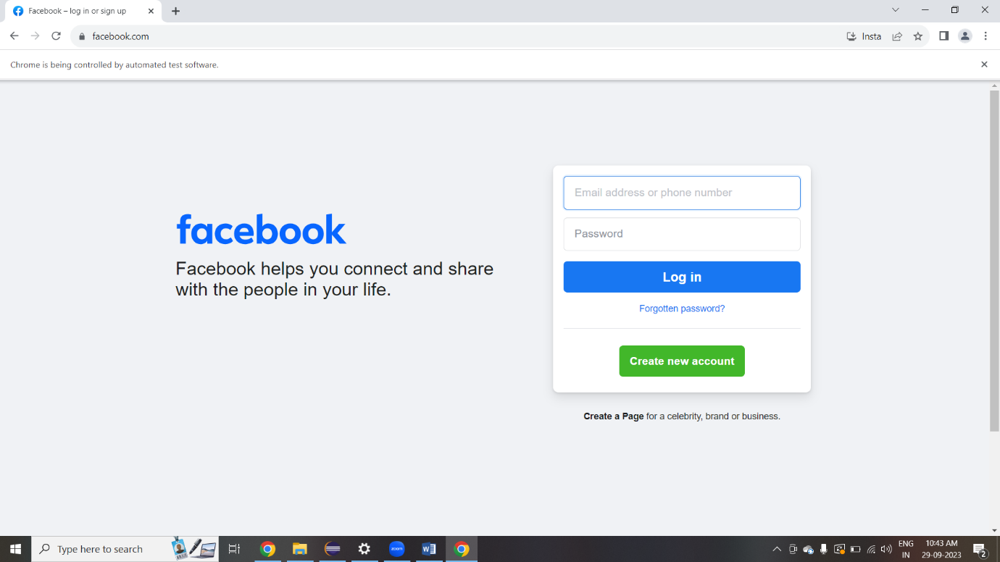 Facebook – log in or sign up
facebook.com
Insta
Chrome is being controlled by automated test software.
facebook
Facebook helps you connect and share
with the people in your life.
Email address or phone number
Password
Log in
Forgotten password?
Create new account
Create a Page for a celebrity, brand or business.
Type here to search
zoom
W
ENG
IN
10:43 AM
29-09-2023
2